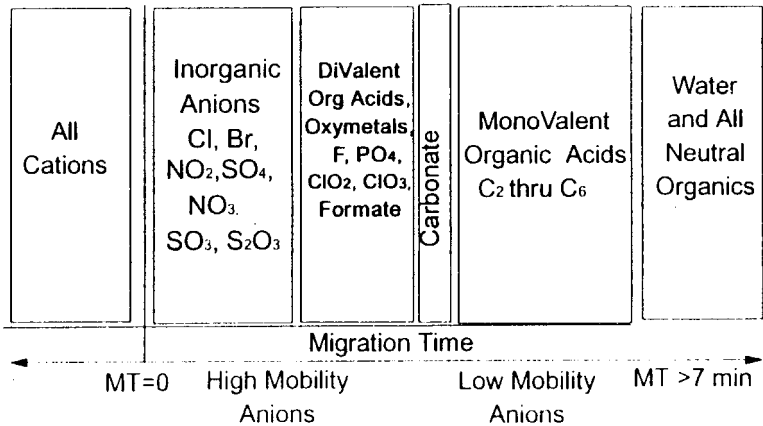 All
Cations
Inorganic
Anions
Cl, Br,
NO₂,SO₄,
NO₃.
SO₃, S₂O₃
DiValent
Org Acids,
Oxymetals,
F, PO₄,
ClO₂, ClO₃,
Formate
Carbonate
MonoValent
Organic Acids
C₂ thru C₆
Water
and All
Neutral
Organics
Migration Time
MT=0
High Mobility
Anions
Low Mobility
Anions
MT >7 min